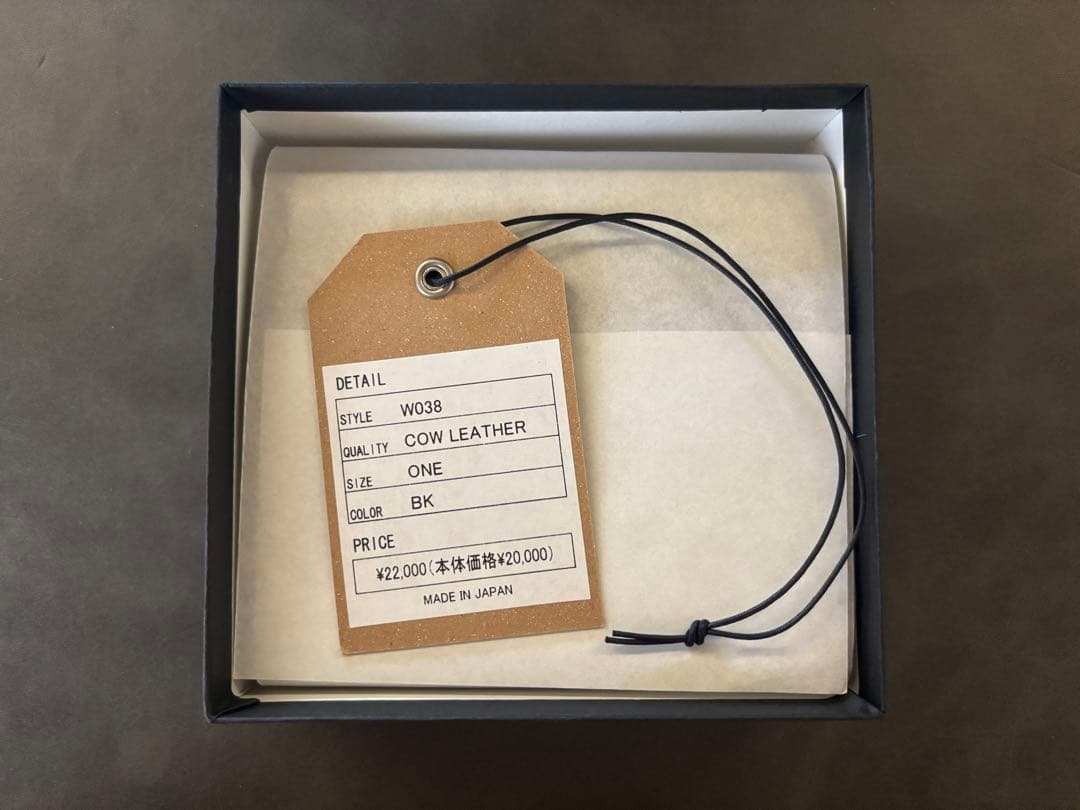 DETAIL
STYLE W038
QUALITY COW LEATHER
SIZE ONE
COLOR BK
PRICE
¥22,000(本体価格¥20,000)
MADE IN JAPAN